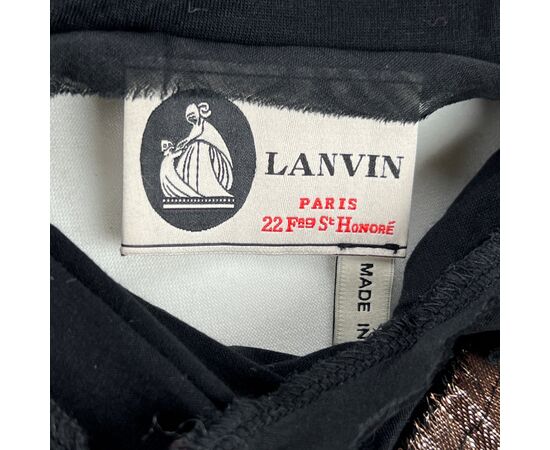 LANVIN
PARIS
22 Fbg St Honoré
MADE IN